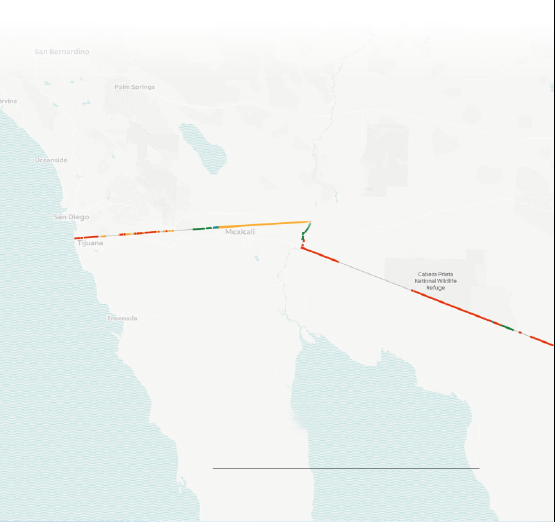 San Bernardino
Palm Springs
Irvine
Oceanside
San Diego
Tijuana
Mexicali
Cabeza Prieta
National Wildlife
Refuge
Ensenada